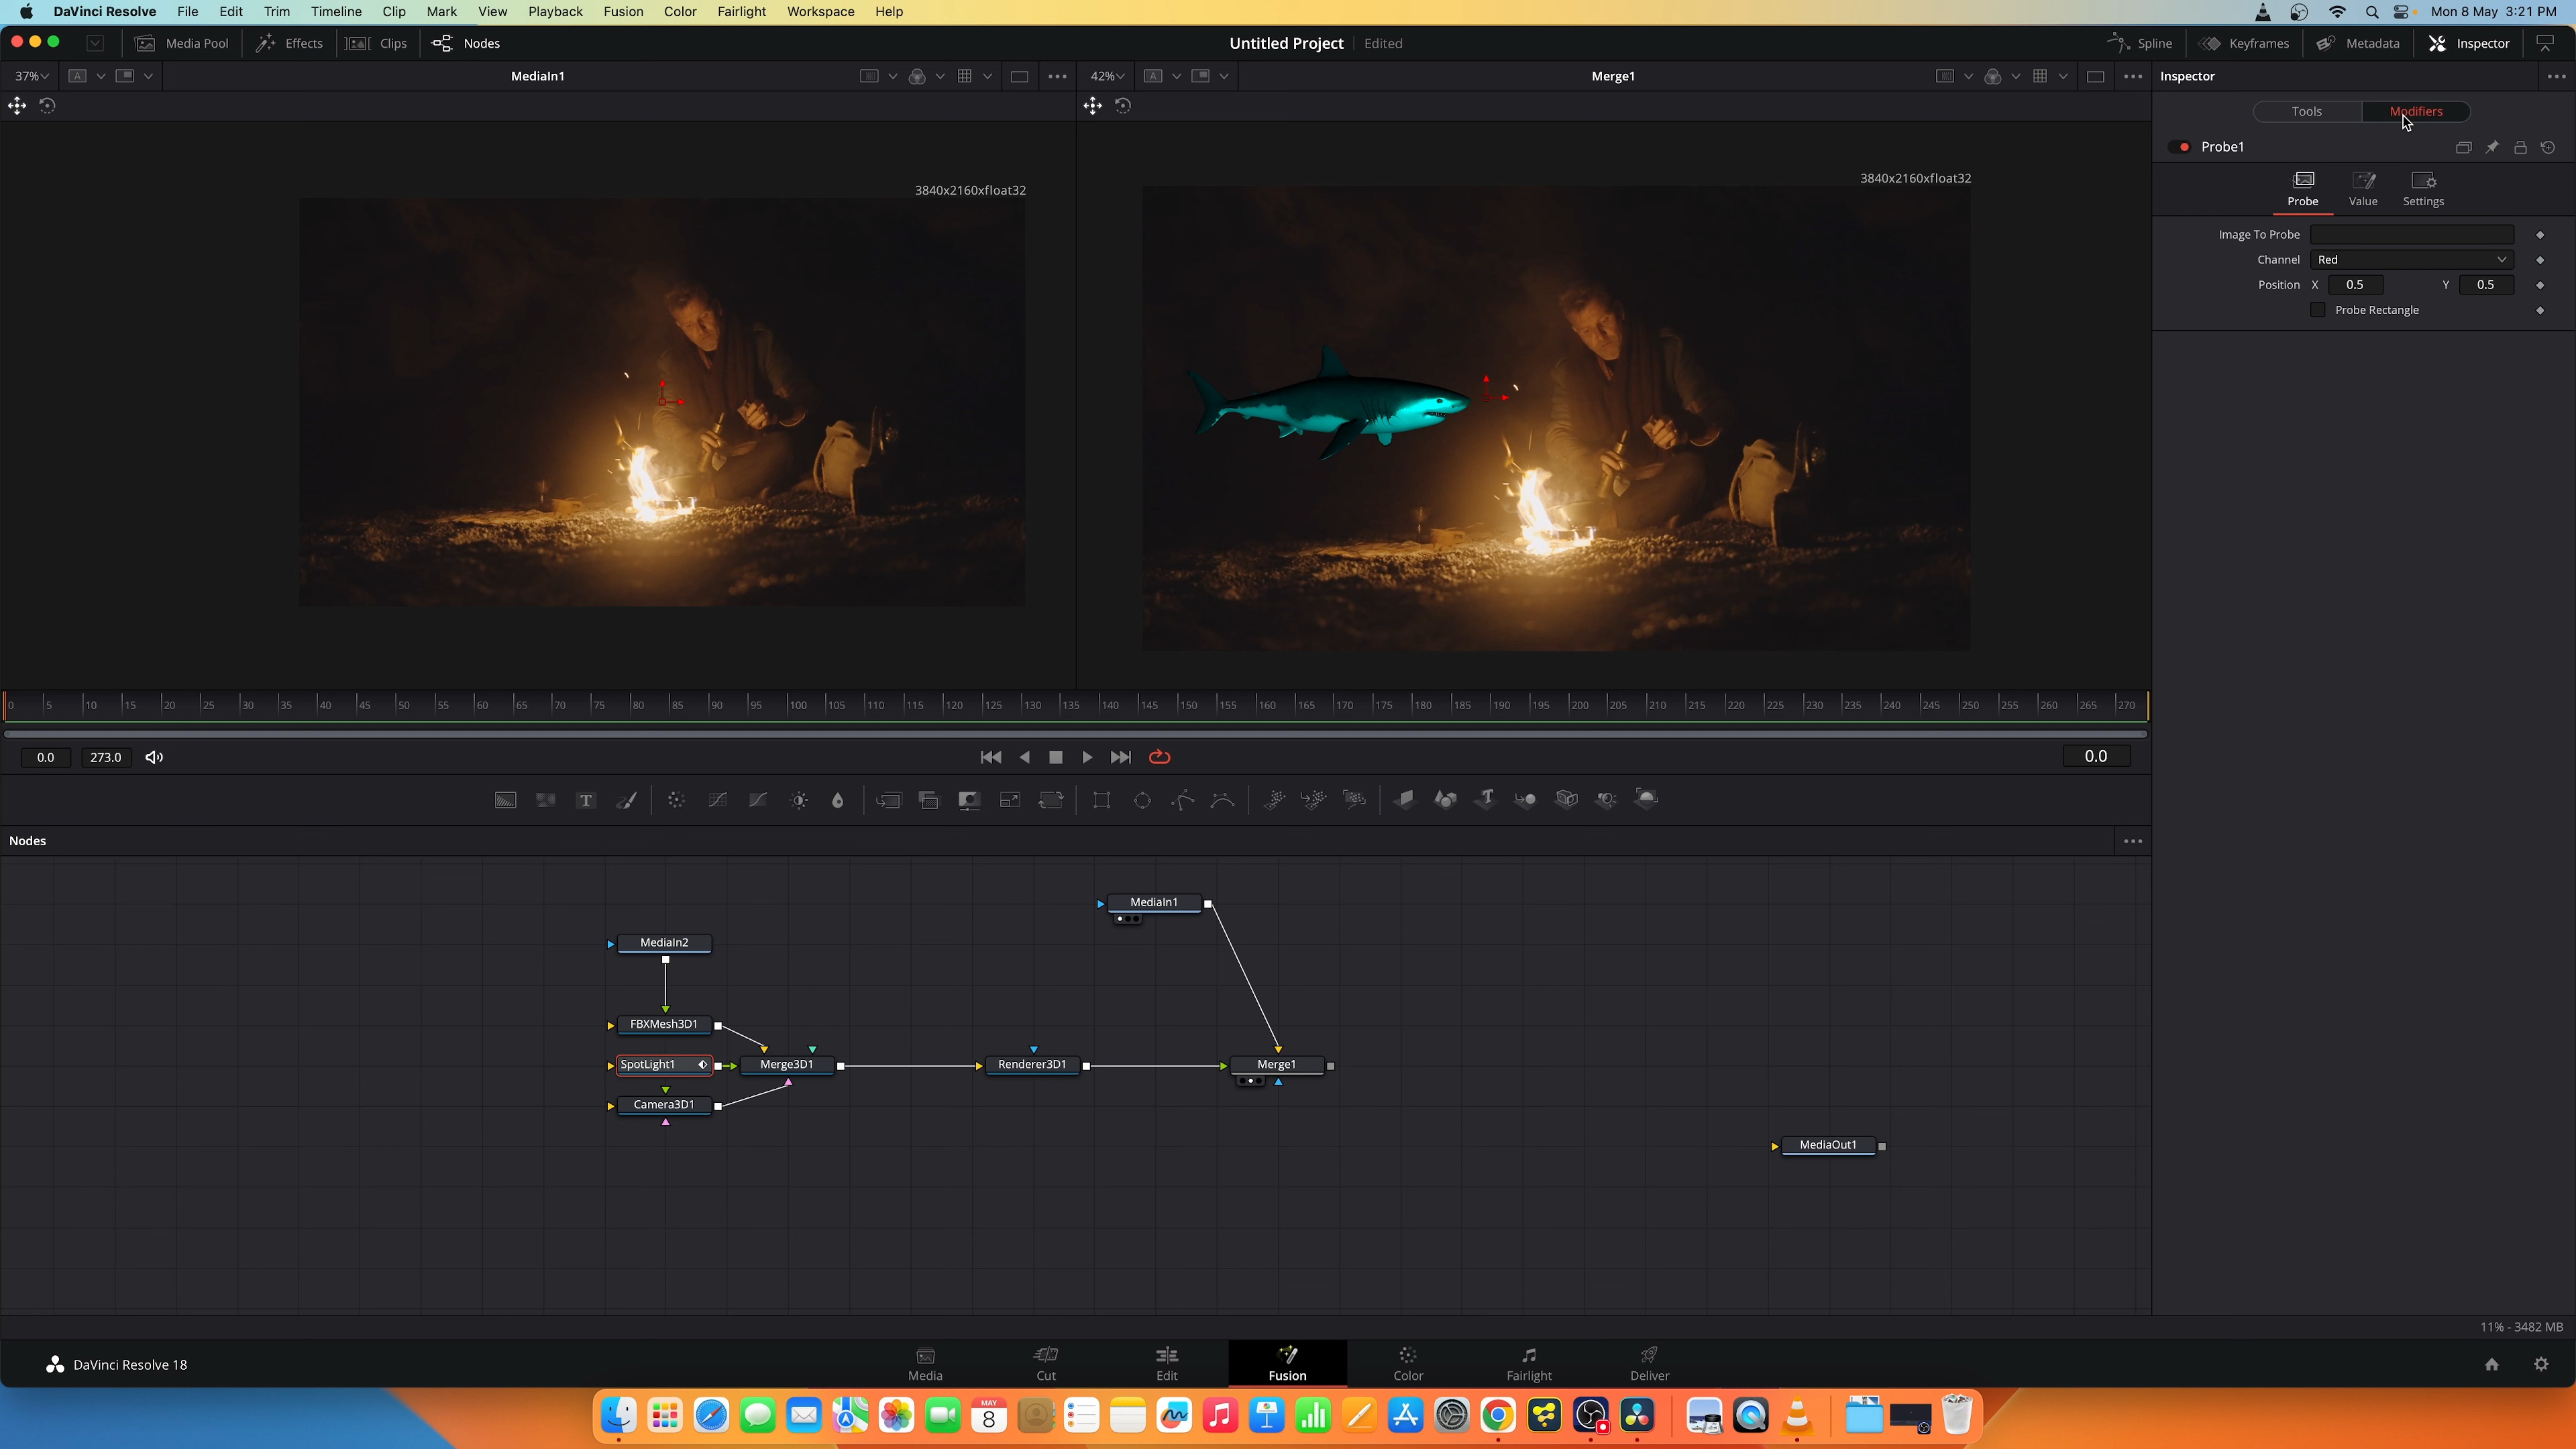 DaVinci Resolve File Edit Trim Timeline Clip Mark View Playback Fusion Color Fairlight Workspace Help Mon 8 May 3:21 PM
Media Pool Effects Clips Nodes Untitled Project Edited Spline Keyframes Metadata Inspector
37% A MediaIn1 42% A Merge1 Inspector
Tools Modifiers
Probe1
3840x2160xfloat32 3840x2160xfloat32
Probe Value Settings
Image To Probe
Channel Red
Position X 0.5 Y 0.5
Probe Rectangle
0 5 10 15 20 25 30 35 40 45 50 55 60 65 70 75 80 85 90 95 100 105 110 115 120 125 130 135 140 145 150 155 160 165 170 175 180 185 190 195 200 205 210 215 220 225 230 235 240 245 250 255 260 265 270
0.0 273.0 0.0
T
Nodes
MediaIn1
MediaIn2
FBXMesh3D1
SpotLight1 Merge3D1 Renderer3D1 Merge1
Camera3D1
MediaOut1
11% - 3482 MB
DaVinci Resolve 18 Media Cut Edit Fusion Color Fairlight Deliver
MAY
8